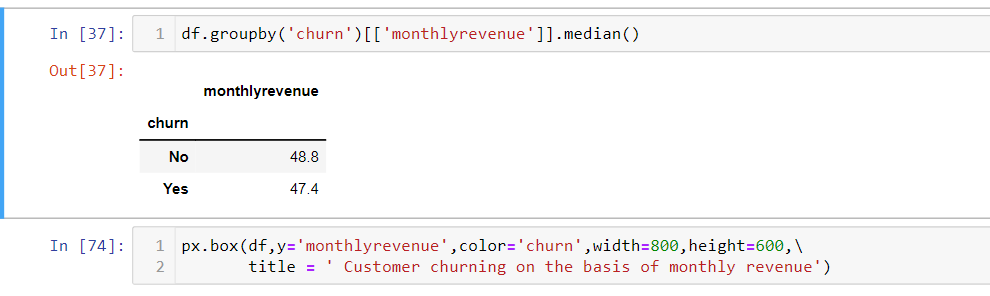 In [37]: 1 df.groupby('churn')[['monthlyrevenue']].median()
Out[37]:
monthlyrevenue
churn
No 48.8
Yes 47.4
In [74]: 1 px.box(df,y='monthlyrevenue',color='churn',width=800,height=600,\
2 title = ' Customer churning on the basis of monthly revenue')